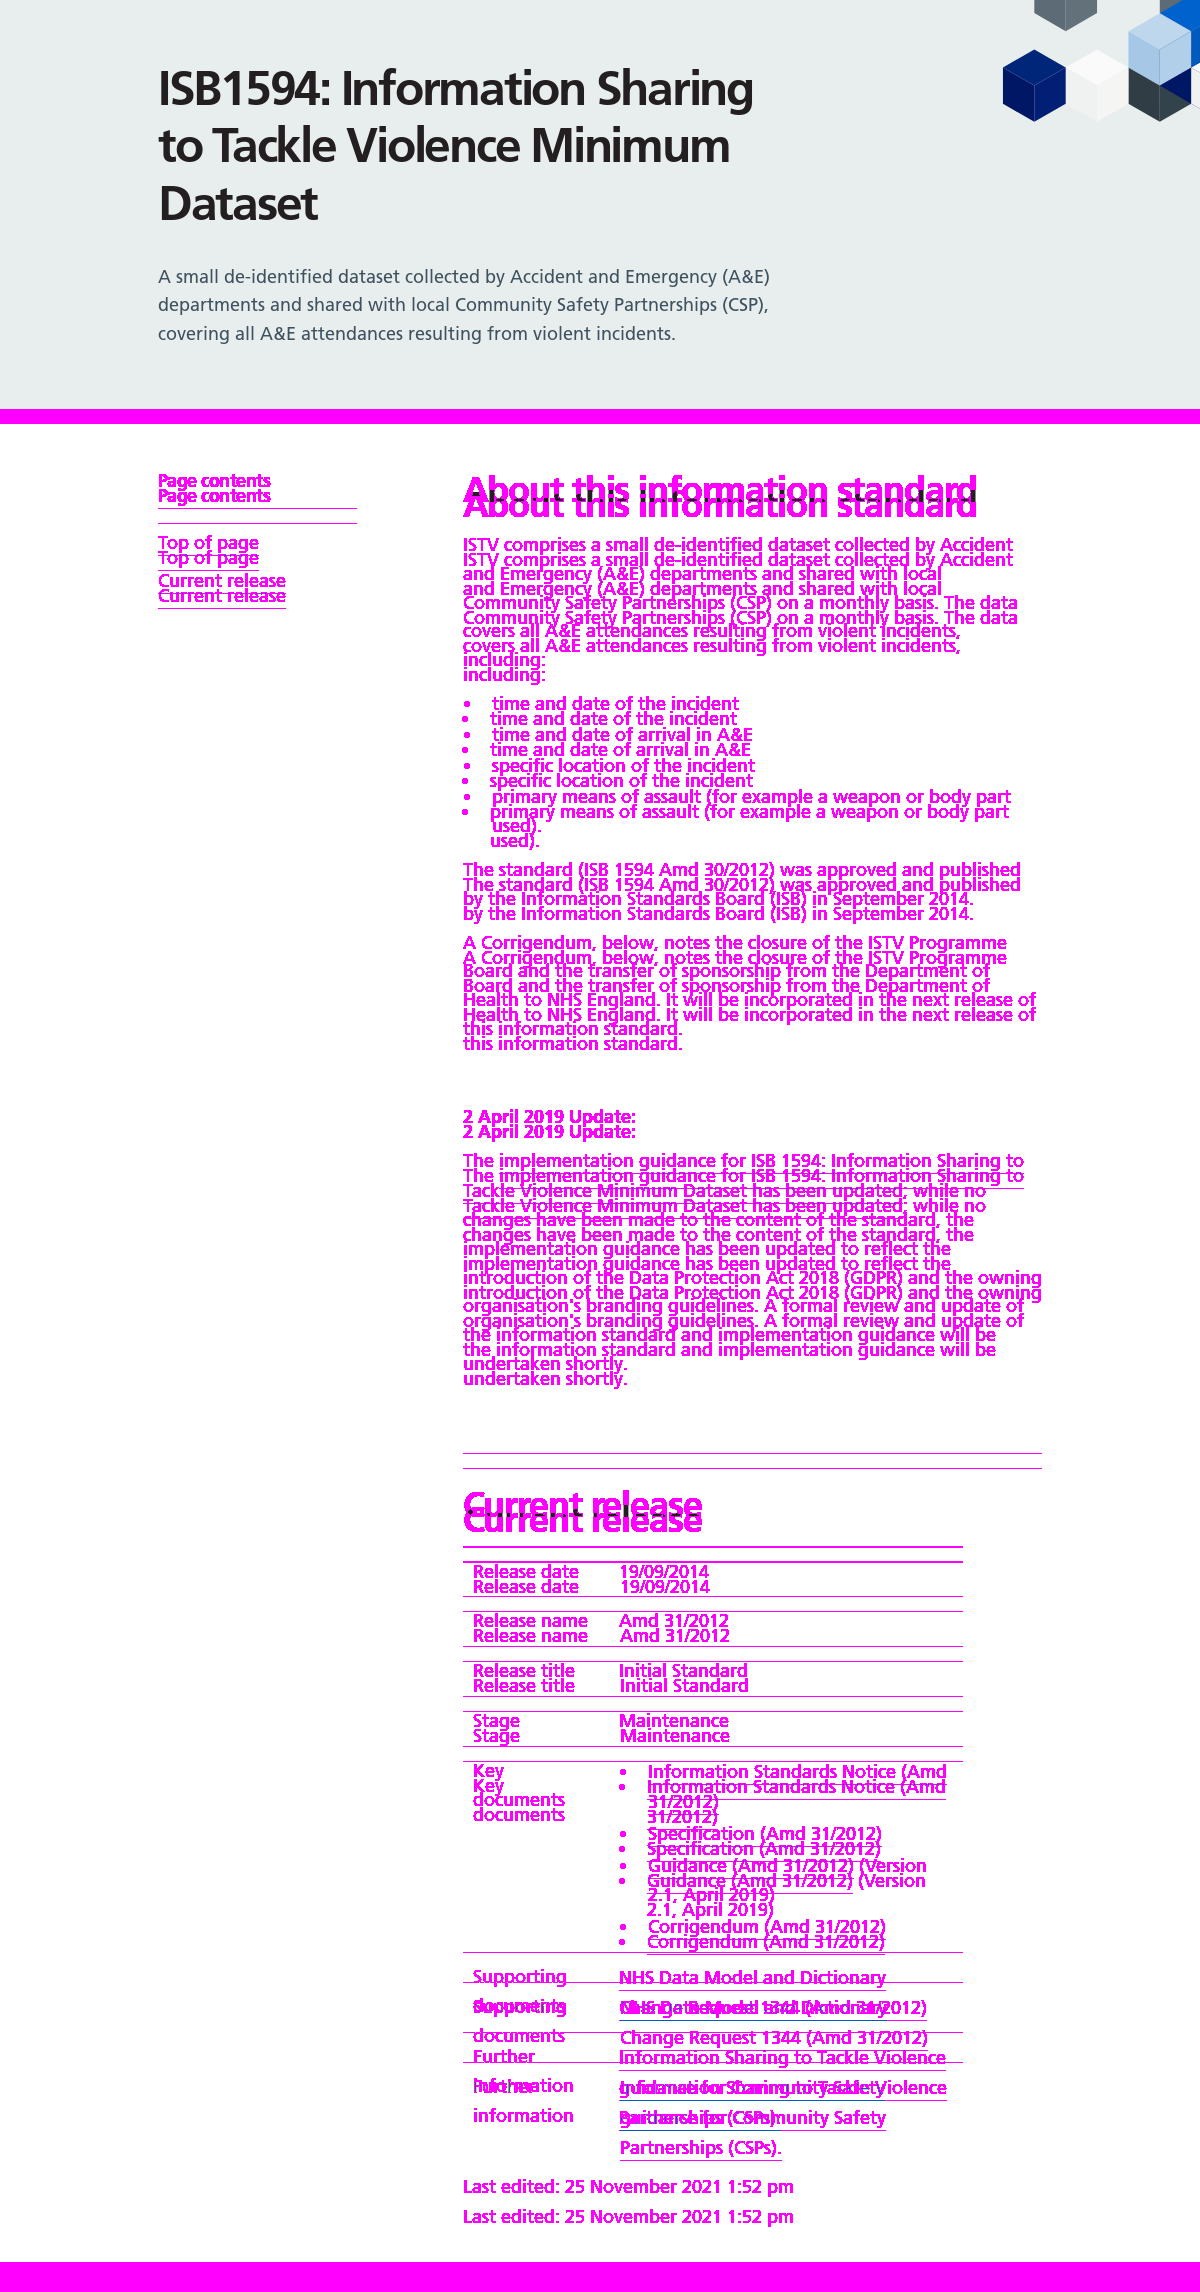 ISB1594: Information Sharing
to Tackle Violence Minimum
Dataset
A small de-identified dataset collected by Accident and Emergency (A&E)
departments and shared with local Community Safety Partnerships (CSP),
covering all A&E attendances resulting from violent incidents.
Page contents
Page contents
Top of page
Top of page
Current release
Current release
About this information standard
About this information standard
ISTV comprises a small de-identified dataset collected by Accident
ISTV comprises a small de-identified dataset collected by Accident
and Emergency (A&E) departments and shared with local
and Emergency (A&E) departments and shared with local
Community Safety Partnerships (CSP) on a monthly basis. The data
Community Safety Partnerships (CSP) on a monthly basis. The data
covers all A&E attendances resulting from violent incidents,
covers all A&E attendances resulting from violent incidents,
including:
including:
• time and date of the incident
• time and date of the incident
• time and date of arrival in A&E
• time and date of arrival in A&E
• specific location of the incident
• specific location of the incident
• primary means of assault (for example a weapon or body part
• primary means of assault (for example a weapon or body part
used).
used).
The standard (ISB 1594 Amd 30/2012) was approved and published
The standard (ISB 1594 Amd 30/2012) was approved and published
by the Information Standards Board (ISB) in September 2014.
by the Information Standards Board (ISB) in September 2014.
A Corrigendum, below, notes the closure of the ISTV Programme
A Corrigendum, below, notes the closure of the ISTV Programme
Board and the transfer of sponsorship from the Department of
Board and the transfer of sponsorship from the Department of
Health to NHS England. It will be incorporated in the next release of
Health to NHS England. It will be incorporated in the next release of
this information standard.
this information standard.
2 April 2019 Update:
2 April 2019 Update:
The implementation guidance for ISB 1594: Information Sharing to
The implementation guidance for ISB 1594: Information Sharing to
Tackle Violence Minimum Dataset has been updated; while no
Tackle Violence Minimum Dataset has been updated; while no
changes have been made to the content of the standard, the
changes have been made to the content of the standard, the
implementation guidance has been updated to reflect the
implementation guidance has been updated to reflect the
introduction of the Data Protection Act 2018 (GDPR) and the owning
introduction of the Data Protection Act 2018 (GDPR) and the owning
organisation's branding guidelines. A formal review and update of
organisation's branding guidelines. A formal review and update of
the information standard and implementation guidance will be
the information standard and implementation guidance will be
undertaken shortly.
undertaken shortly.
Current release
Current release
Release date 19/09/2014
Release date 19/09/2014
Release name Amd 31/2012
Release name Amd 31/2012
Release title Initial Standard
Release title Initial Standard
Stage Maintenance
Stage Maintenance
Key • Information Standards Notice (Amd
Key • Information Standards Notice (Amd
documents 31/2012)
documents 31/2012)
• Specification (Amd 31/2012)
• Specification (Amd 31/2012)
• Guidance (Amd 31/2012) (Version
• Guidance (Amd 31/2012) (Version
2.1, April 2019)
2.1, April 2019)
• Corrigendum (Amd 31/2012)
• Corrigendum (Amd 31/2012)
Supporting NHS Data Model and Dictionary
documents Change Request 1344 (Amd 31/2012)
Supporting NHS Data Model and Dictionary
documents Change Request 1344 (Amd 31/2012)
Further Information Sharing to Tackle Violence
information guidance for Community Safety
Further Information Sharing to Tackle Violence
Partnerships (CSPs).
information guidance for Community Safety
Partnerships (CSPs).
Last edited: 25 November 2021 1:52 pm
Last edited: 25 November 2021 1:52 pm